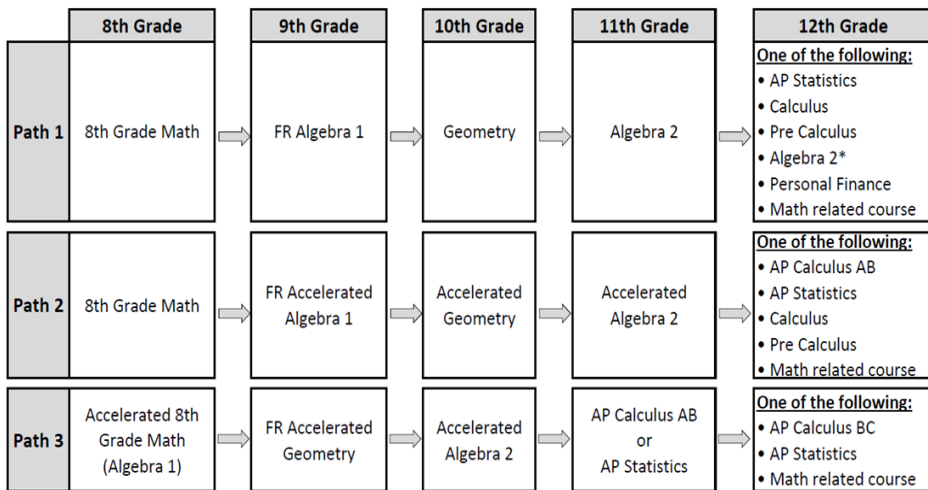 8th Grade
9th Grade
10th Grade
11th Grade
12th Grade
Path 1
8th Grade Math
FR Algebra 1
Geometry
Algebra 2
One of the following:
• AP Statistics
• Calculus
• Pre Calculus
• Algebra 2*
• Personal Finance
• Math related course
Path 2
8th Grade Math
FR Accelerated
Algebra 1
Accelerated
Geometry
Accelerated
Algebra 2
One of the following:
• AP Calculus AB
• AP Statistics
• Calculus
• Pre Calculus
• Math related course
Path 3
Accelerated 8th
Grade Math
(Algebra 1)
FR Accelerated
Geometry
Accelerated
Algebra 2
AP Calculus AB
or
AP Statistics
One of the following:
• AP Calculus BC
• AP Statistics
• Math related course